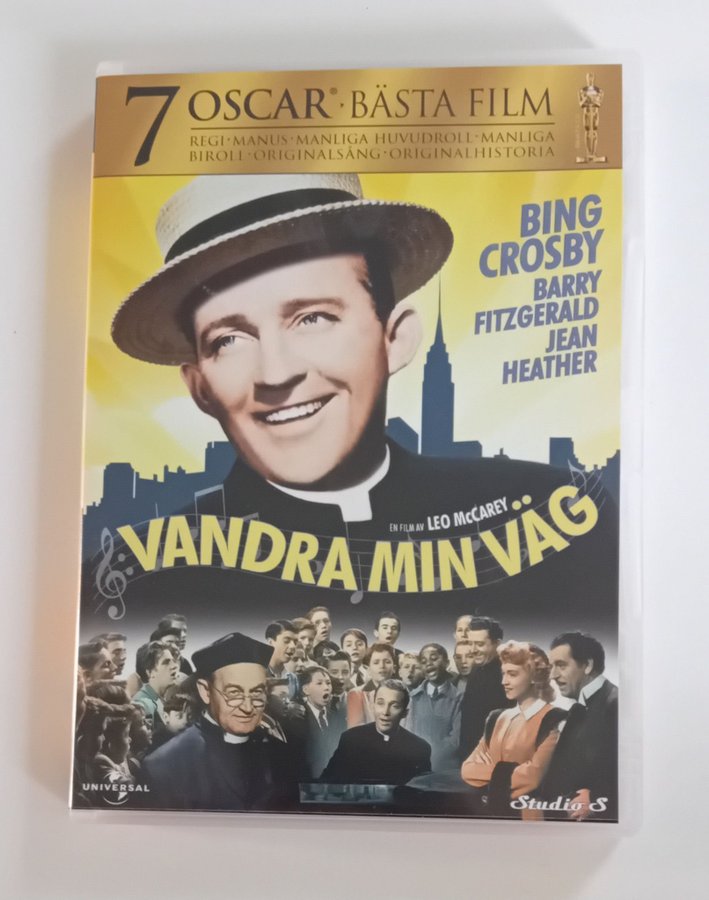 7 OSCAR® · BÄSTA FILM
REGI · MANUS · MANLIGA HUVUDROLL · MANLIGA
BIROLL · ORIGINALSÅNG · ORIGINALHISTORIA
BING
CROSBY
BARRY
FITZGERALD
JEAN
HEATHER
EN FILM AV LEO McCAREY
VANDRA MIN VÄG
UNIVERSAL
Studio S